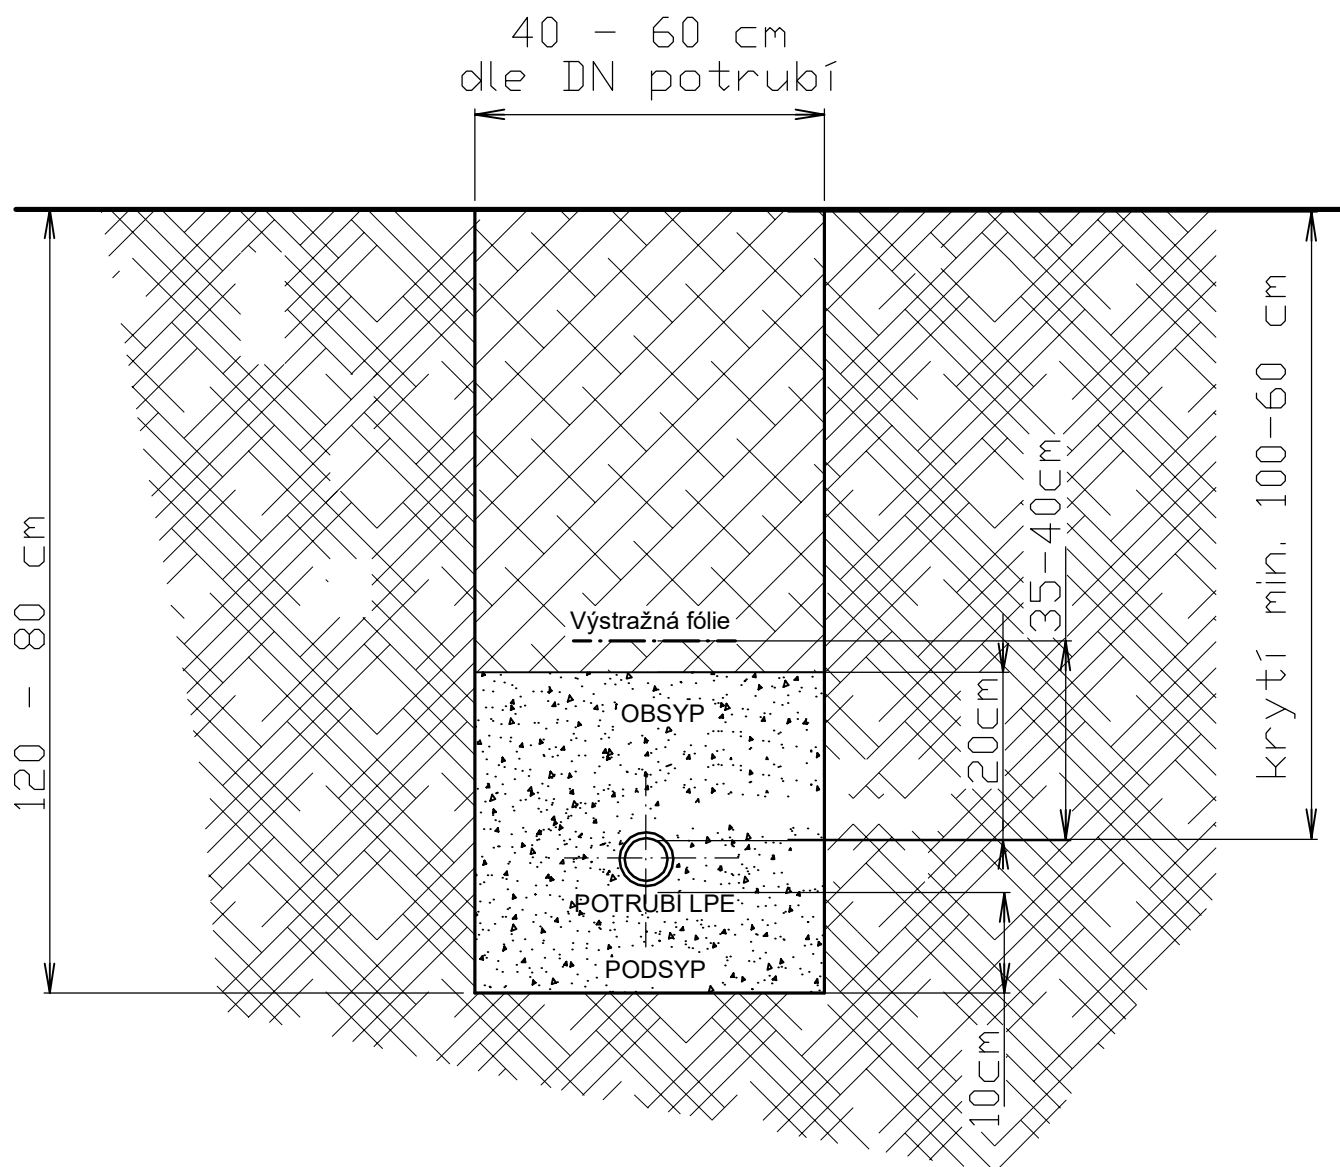 40 - 60 cm
dle DN potrubí
120 - 80 cm
krytí min. 100-60 cm
35-40cm
Výstražná fólie
20cm
OBSYP
POTRUBÍ LPE
PODSYP
10cm